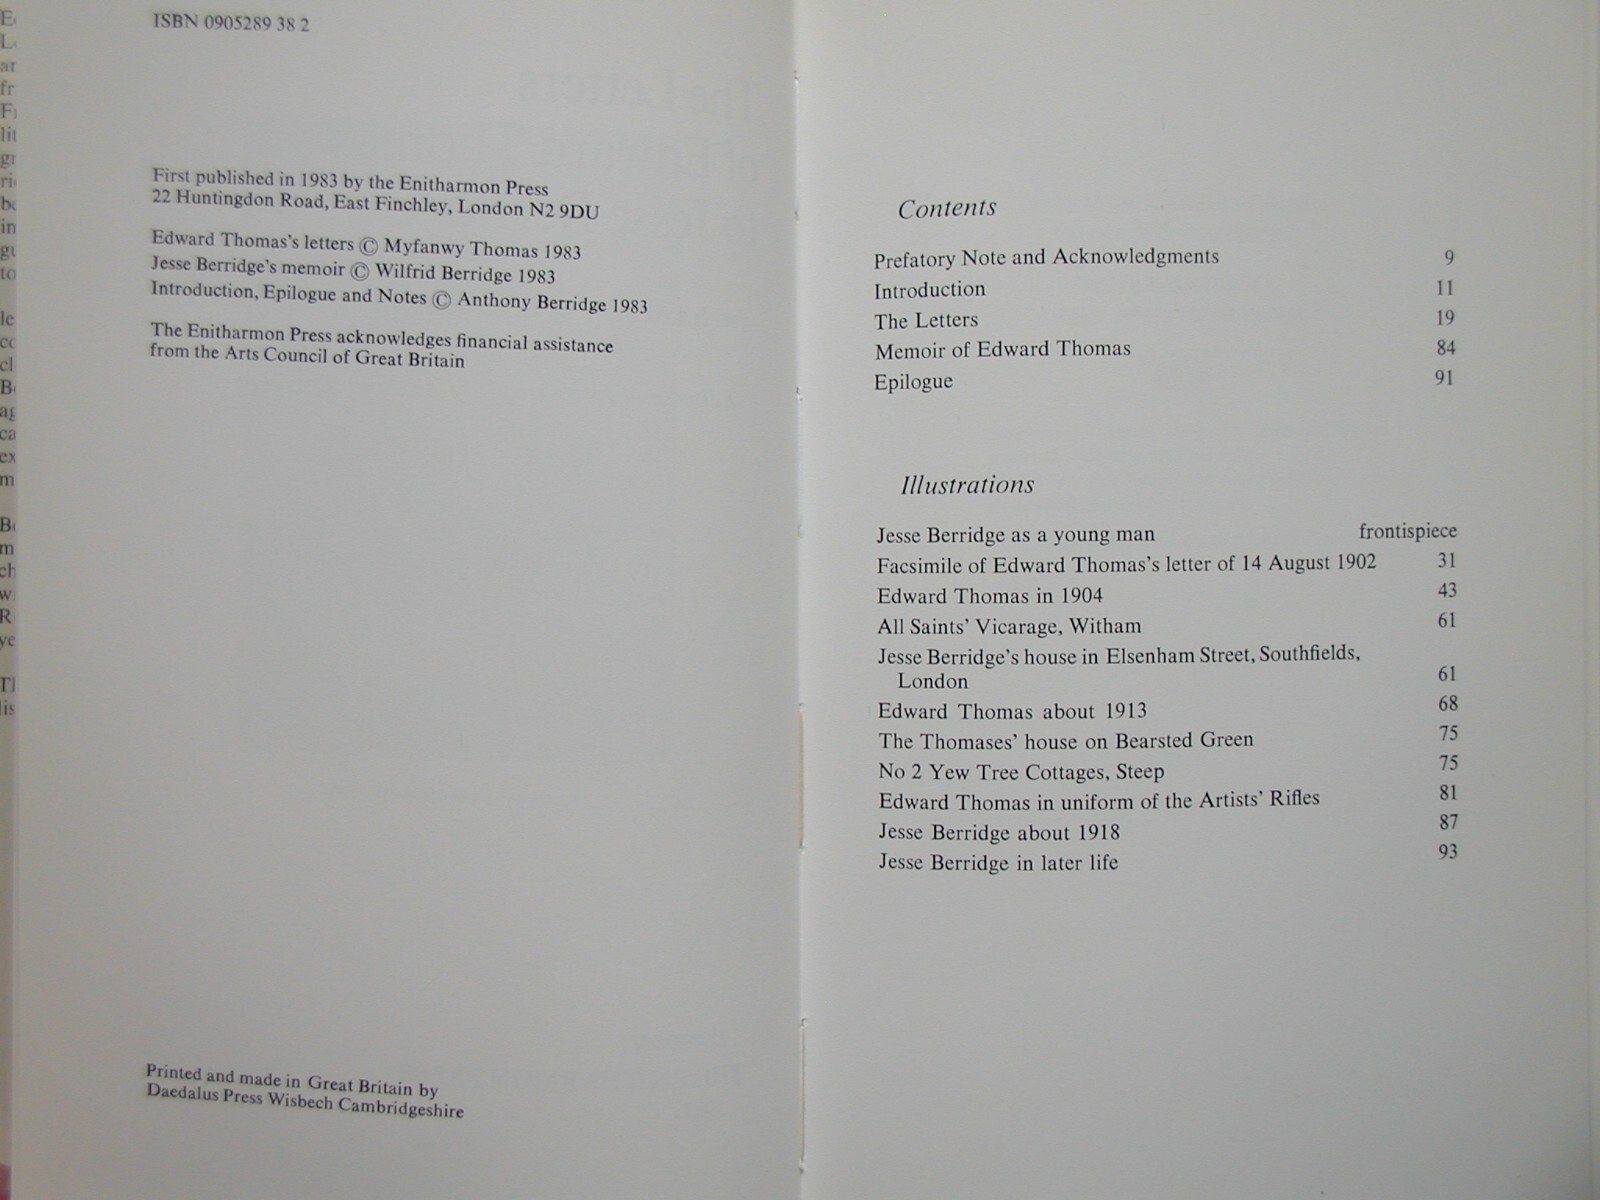 ISBN 0905289 38 2
First published in 1983 by the Enitharmon Press
22 Huntingdon Road, East Finchley, London N2 9DU
Edward Thomas's letters © Myfanwy Thomas 1983
Jesse Berridge's memoir © Wilfrid Berridge 1983
Introduction, Epilogue and Notes © Anthony Berridge 1983
The Enitharmon Press acknowledges financial assistance
from the Arts Council of Great Britain
Printed and made in Great Britain by
Daedalus Press Wisbech Cambridgeshire
Contents
Prefatory Note and Acknowledgments 9
Introduction 11
The Letters 19
Memoir of Edward Thomas 84
Epilogue 91
Illustrations
Jesse Berridge as a young man frontispiece
Facsimile of Edward Thomas's letter of 14 August 1902 31
Edward Thomas in 1904 43
All Saints' Vicarage, Witham 61
Jesse Berridge's house in Elsenham Street, Southfields,
London 61
Edward Thomas about 1913 68
The Thomases' house on Bearsted Green 75
No 2 Yew Tree Cottages, Steep 75
Edward Thomas in uniform of the Artists' Rifles 81
Jesse Berridge about 1918 87
Jesse Berridge in later life 93